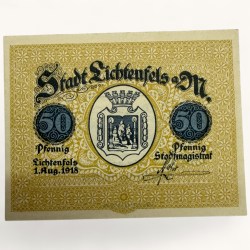 Stadt Lichtenfels a/M.
50 50
Pfennig Pfennig
Lichtenfels Stadtmagistrat
1. Aug. 1918